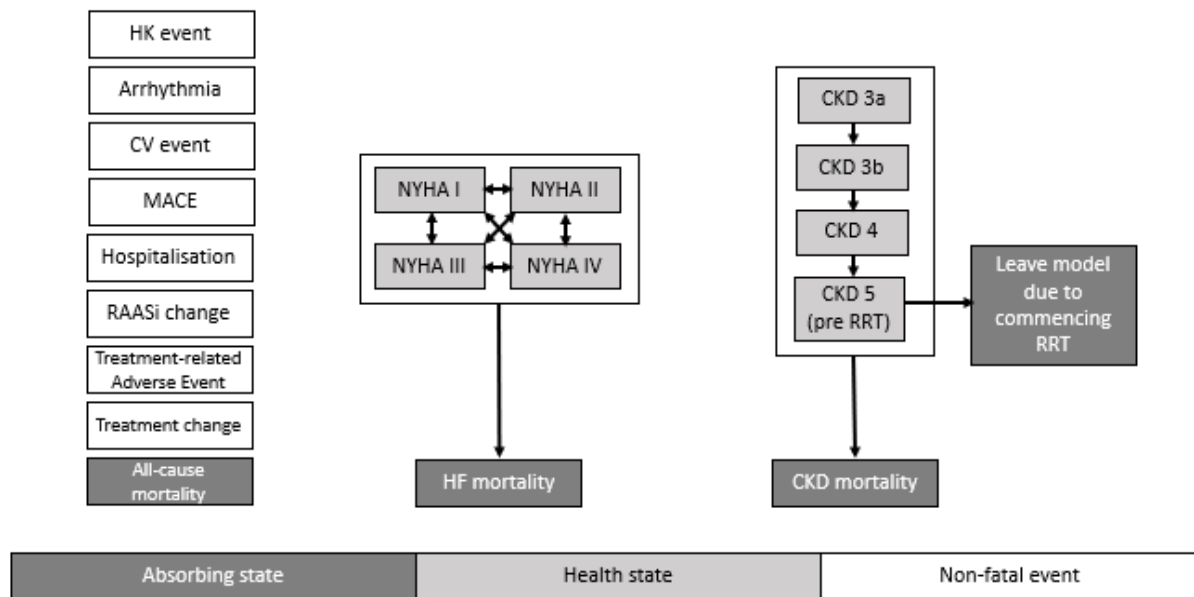 HK event
Arrhythmia
CV event
MACE
Hospitalisation
RAASi change
Treatment-related
Adverse Event
Treatment change
All-cause
mortality
NYHA I
NYHA II
NYHA III
NYHA IV
HF mortality
CKD 3a
CKD 3b
CKD 4
CKD 5
(pre RRT)
Leave model
due to
commencing
RRT
CKD mortality
Absorbing state
Health state
Non-fatal event